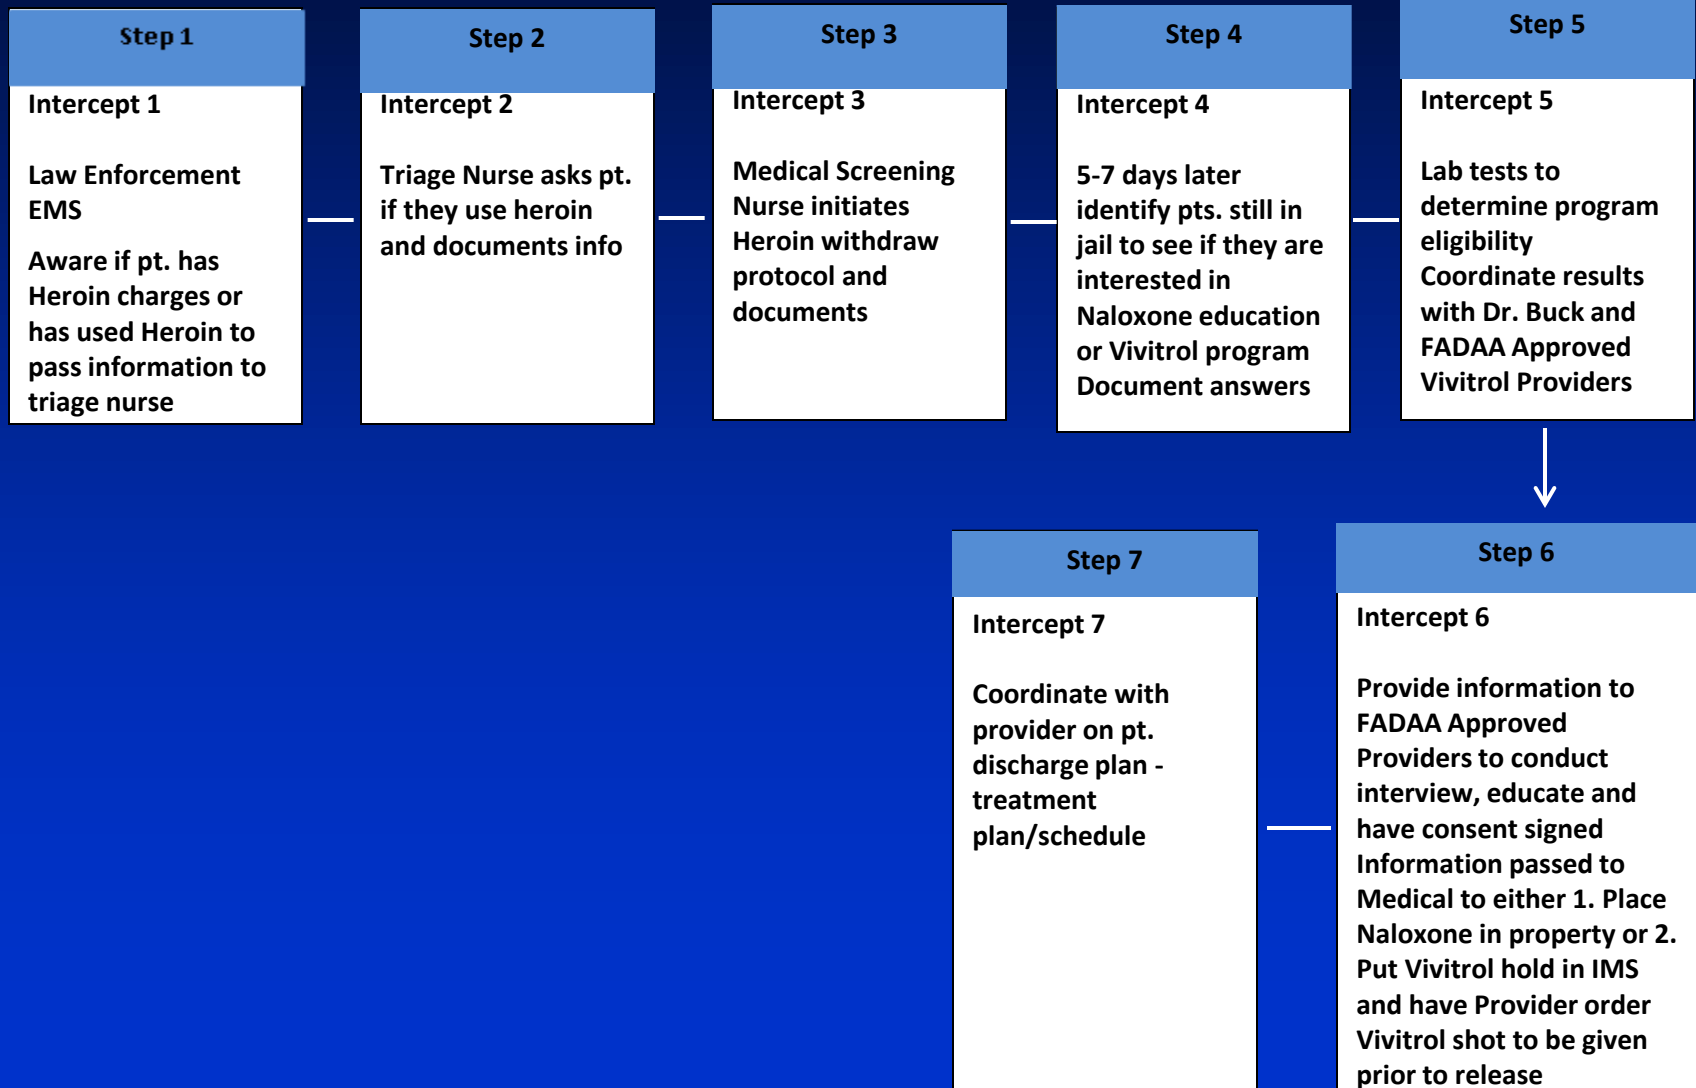 Step 1
Intercept 1
Law Enforcement
EMS
Aware if pt. has
Heroin charges or
has used Heroin to
pass information to
triage nurse
Step 2
Intercept 2
Triage Nurse asks pt.
if they use heroin
and documents info
Step 3
Intercept 3
Medical Screening
Nurse initiates
Heroin withdraw
protocol and
documents
Step 4
Intercept 4
5-7 days later
identify pts. still in
jail to see if they are
interested in
Naloxone education
or Vivitrol program
Document answers
Step 5
Intercept 5
Lab tests to
determine program
eligibility
Coordinate results
with Dr. Buck and
FADAA Approved
Vivitrol Providers
Step 6
Intercept 6
Provide information to
FADAA Approved
Providers to conduct
interview, educate and
have consent signed
Information passed to
Medical to either 1. Place
Naloxone in property or 2.
Put Vivitrol hold in IMS
and have Provider order
Vivitrol shot to be given
prior to release
Step 7
Intercept 7
Coordinate with
provider on pt.
discharge plan -
treatment
plan/schedule